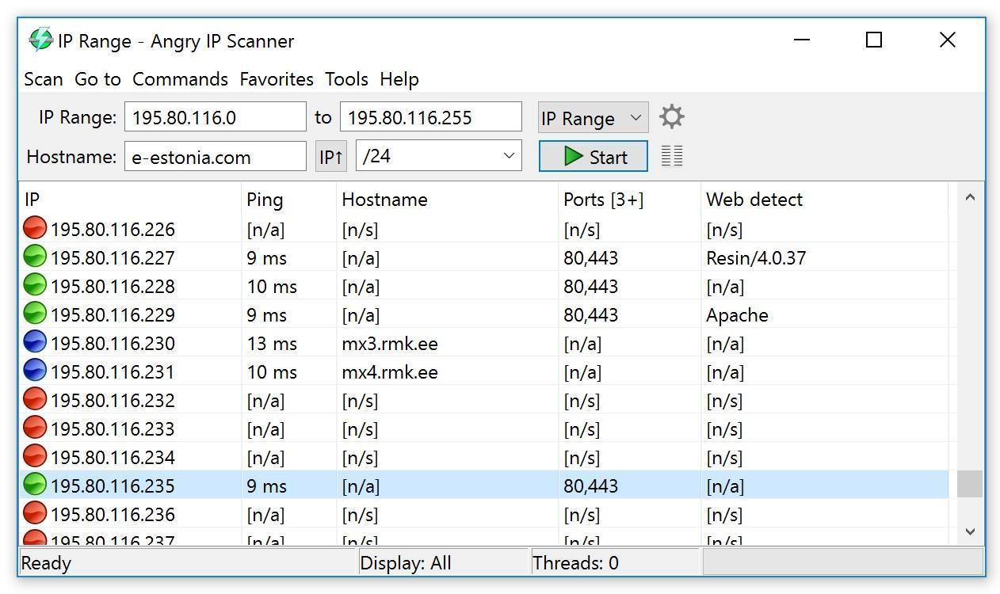 IP Range - Angry IP Scanner
Scan Go to Commands Favorites Tools Help
IP Range: 195.80.116.0 to 195.80.116.255 IP Range
Hostname: e-estonia.com IP↑ /24 Start
IP Ping Hostname Ports [3+] Web detect
195.80.116.226 [n/a] [n/s] [n/s] [n/s]
195.80.116.227 9 ms [n/a] 80,443 Resin/4.0.37
195.80.116.228 10 ms [n/a] 80,443 [n/a]
195.80.116.229 9 ms [n/a] 80,443 Apache
195.80.116.230 13 ms mx3.rmk.ee [n/a] [n/a]
195.80.116.231 10 ms mx4.rmk.ee [n/a] [n/a]
195.80.116.232 [n/a] [n/s] [n/s] [n/s]
195.80.116.233 [n/a] [n/s] [n/s] [n/s]
195.80.116.234 [n/a] [n/s] [n/s] [n/s]
195.80.116.235 9 ms [n/a] 80,443 [n/a]
195.80.116.236 [n/a] [n/s] [n/s] [n/s]
195.80.116.237 [n/a] [n/s] [n/s] [n/s]
Ready Display: All Threads: 0